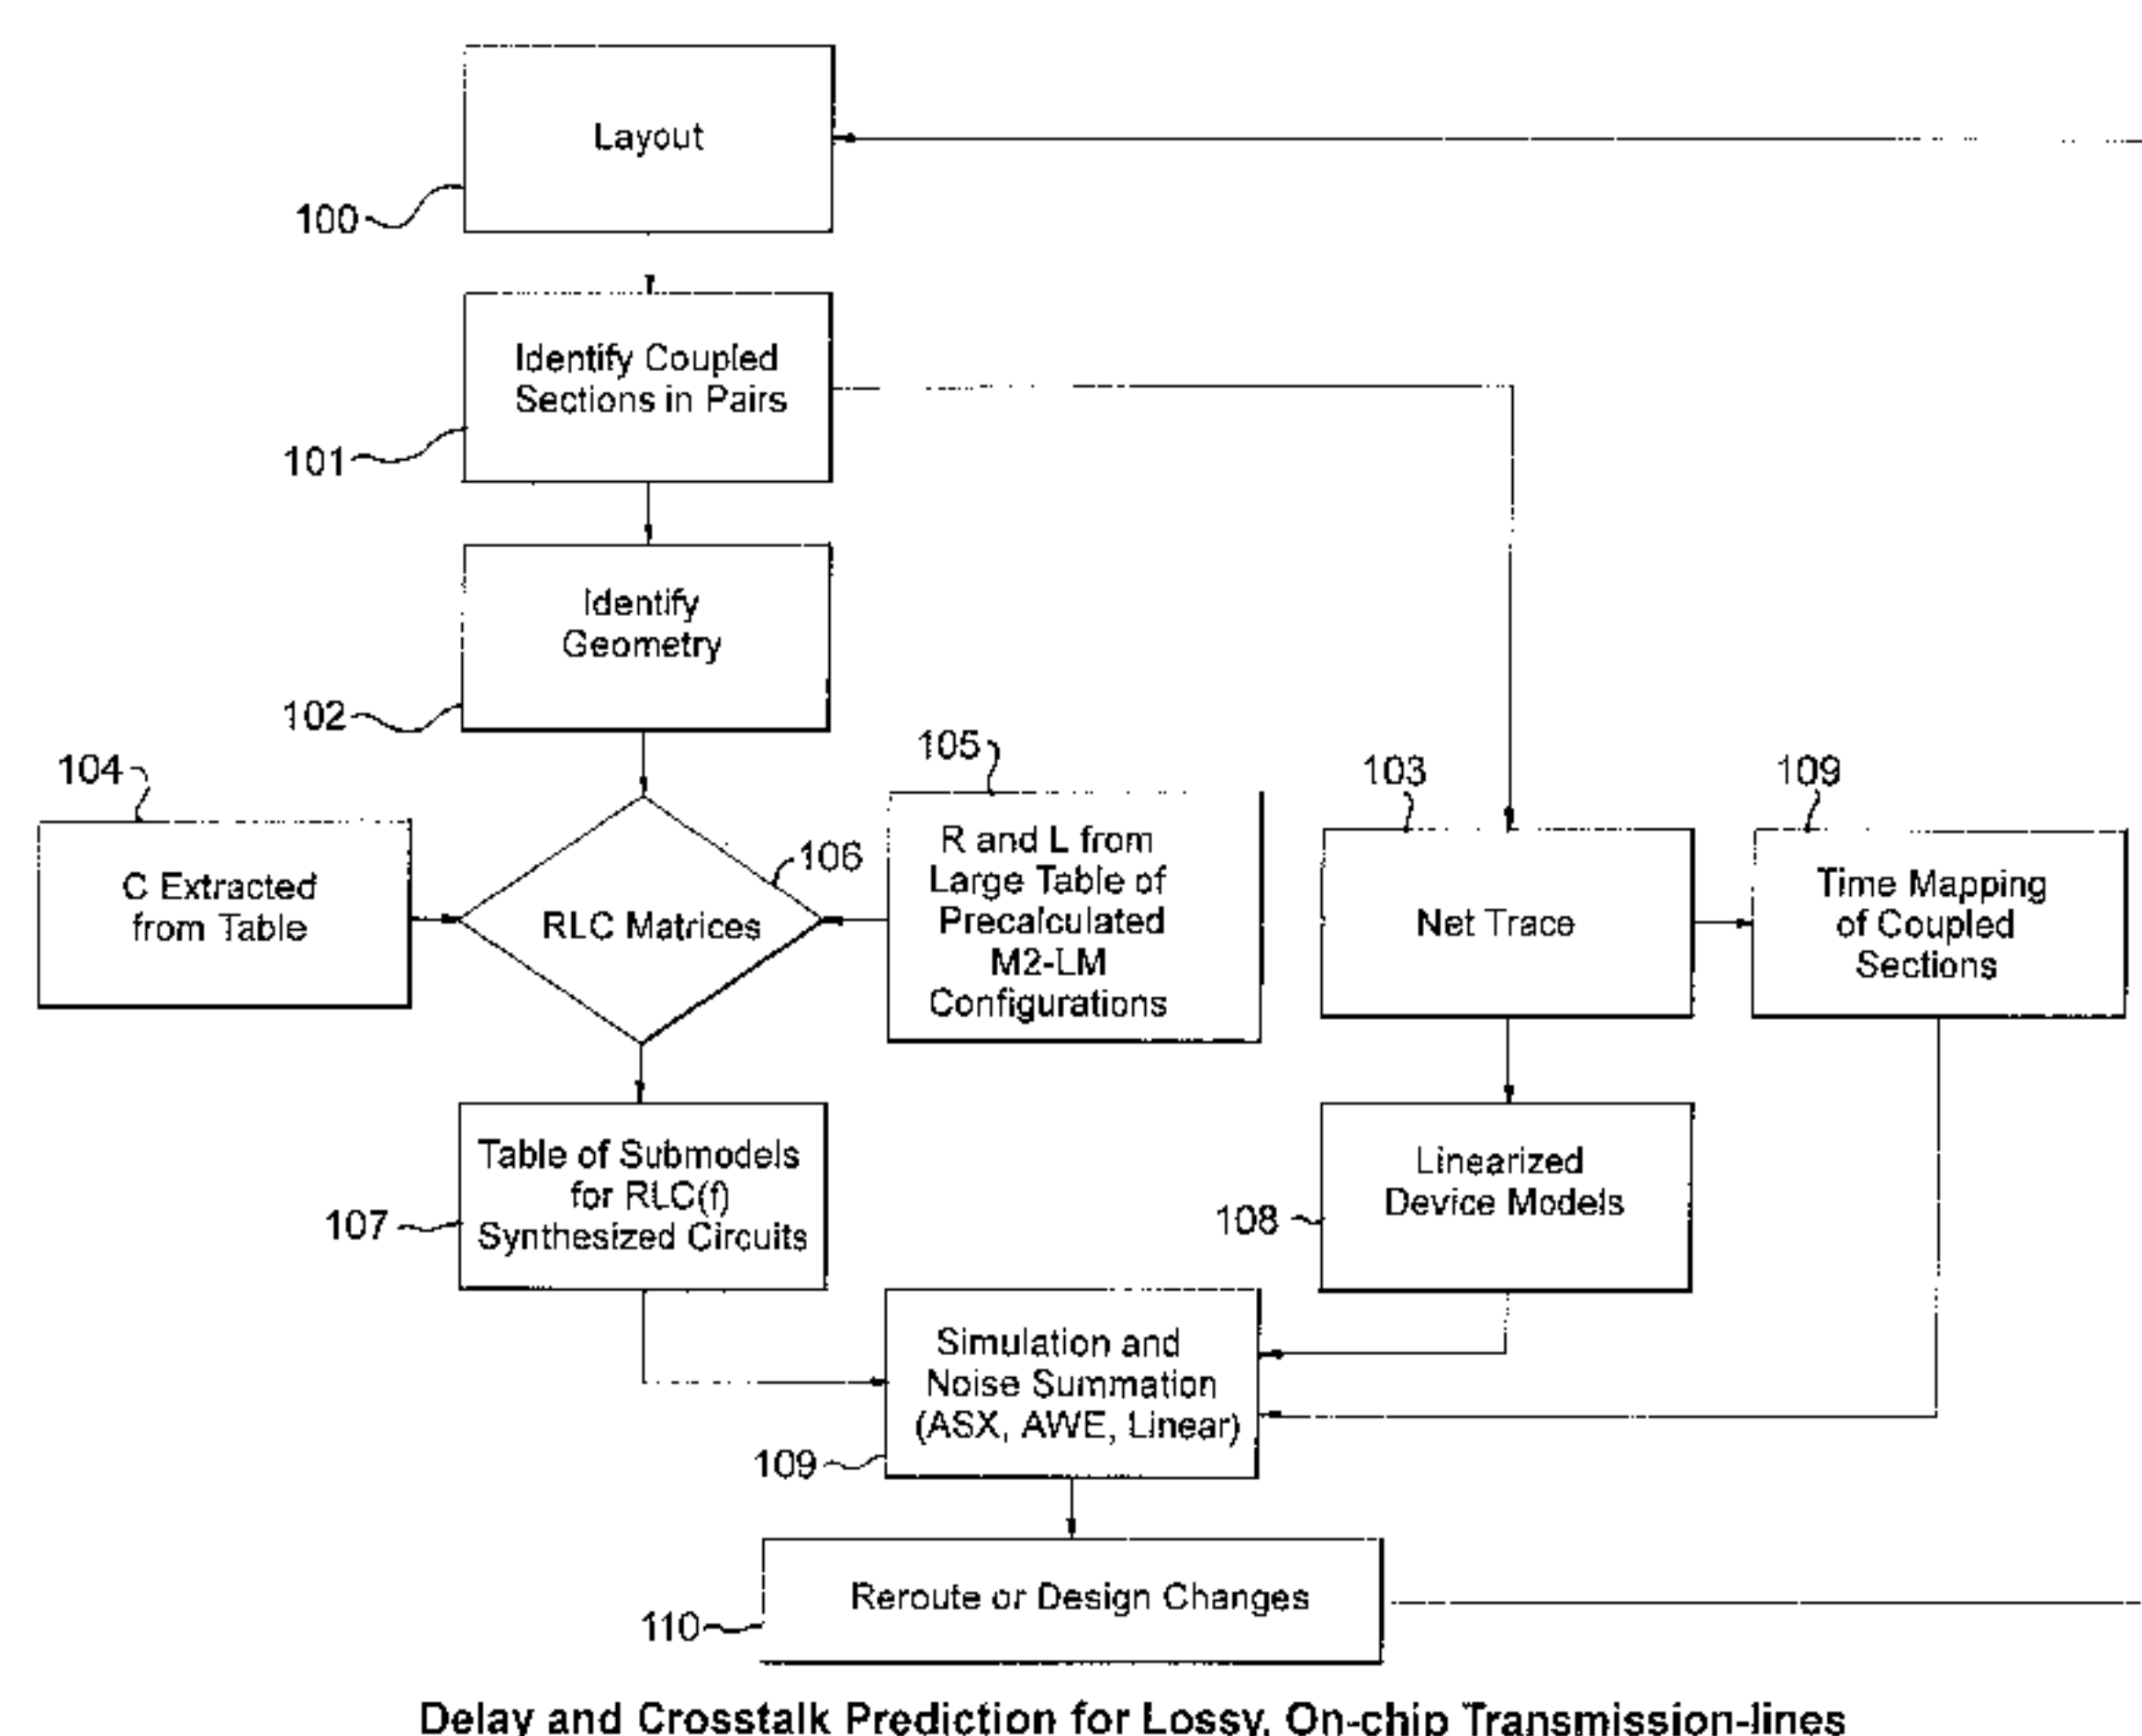 Layout
100
Identify Coupled
Sections in Pairs
101
Identify
Geometry
102
104
C Extracted
from Table
106
RLC Matrices
105
R and L from
Large Table of
Precalculated
M2-LM
Configurations
103
Net Trace
109
Time Mapping
of Coupled
Sections
Table of Submodels
for RLC(f)
Synthesized Circuits
107
Linearized
Device Models
108
Simulation and
Noise Summation
(ASX, AWE, Linear)
109
Reroute or Design Changes
110
Delay and Crosstalk Prediction for Lossy, On-chip Transmission-lines